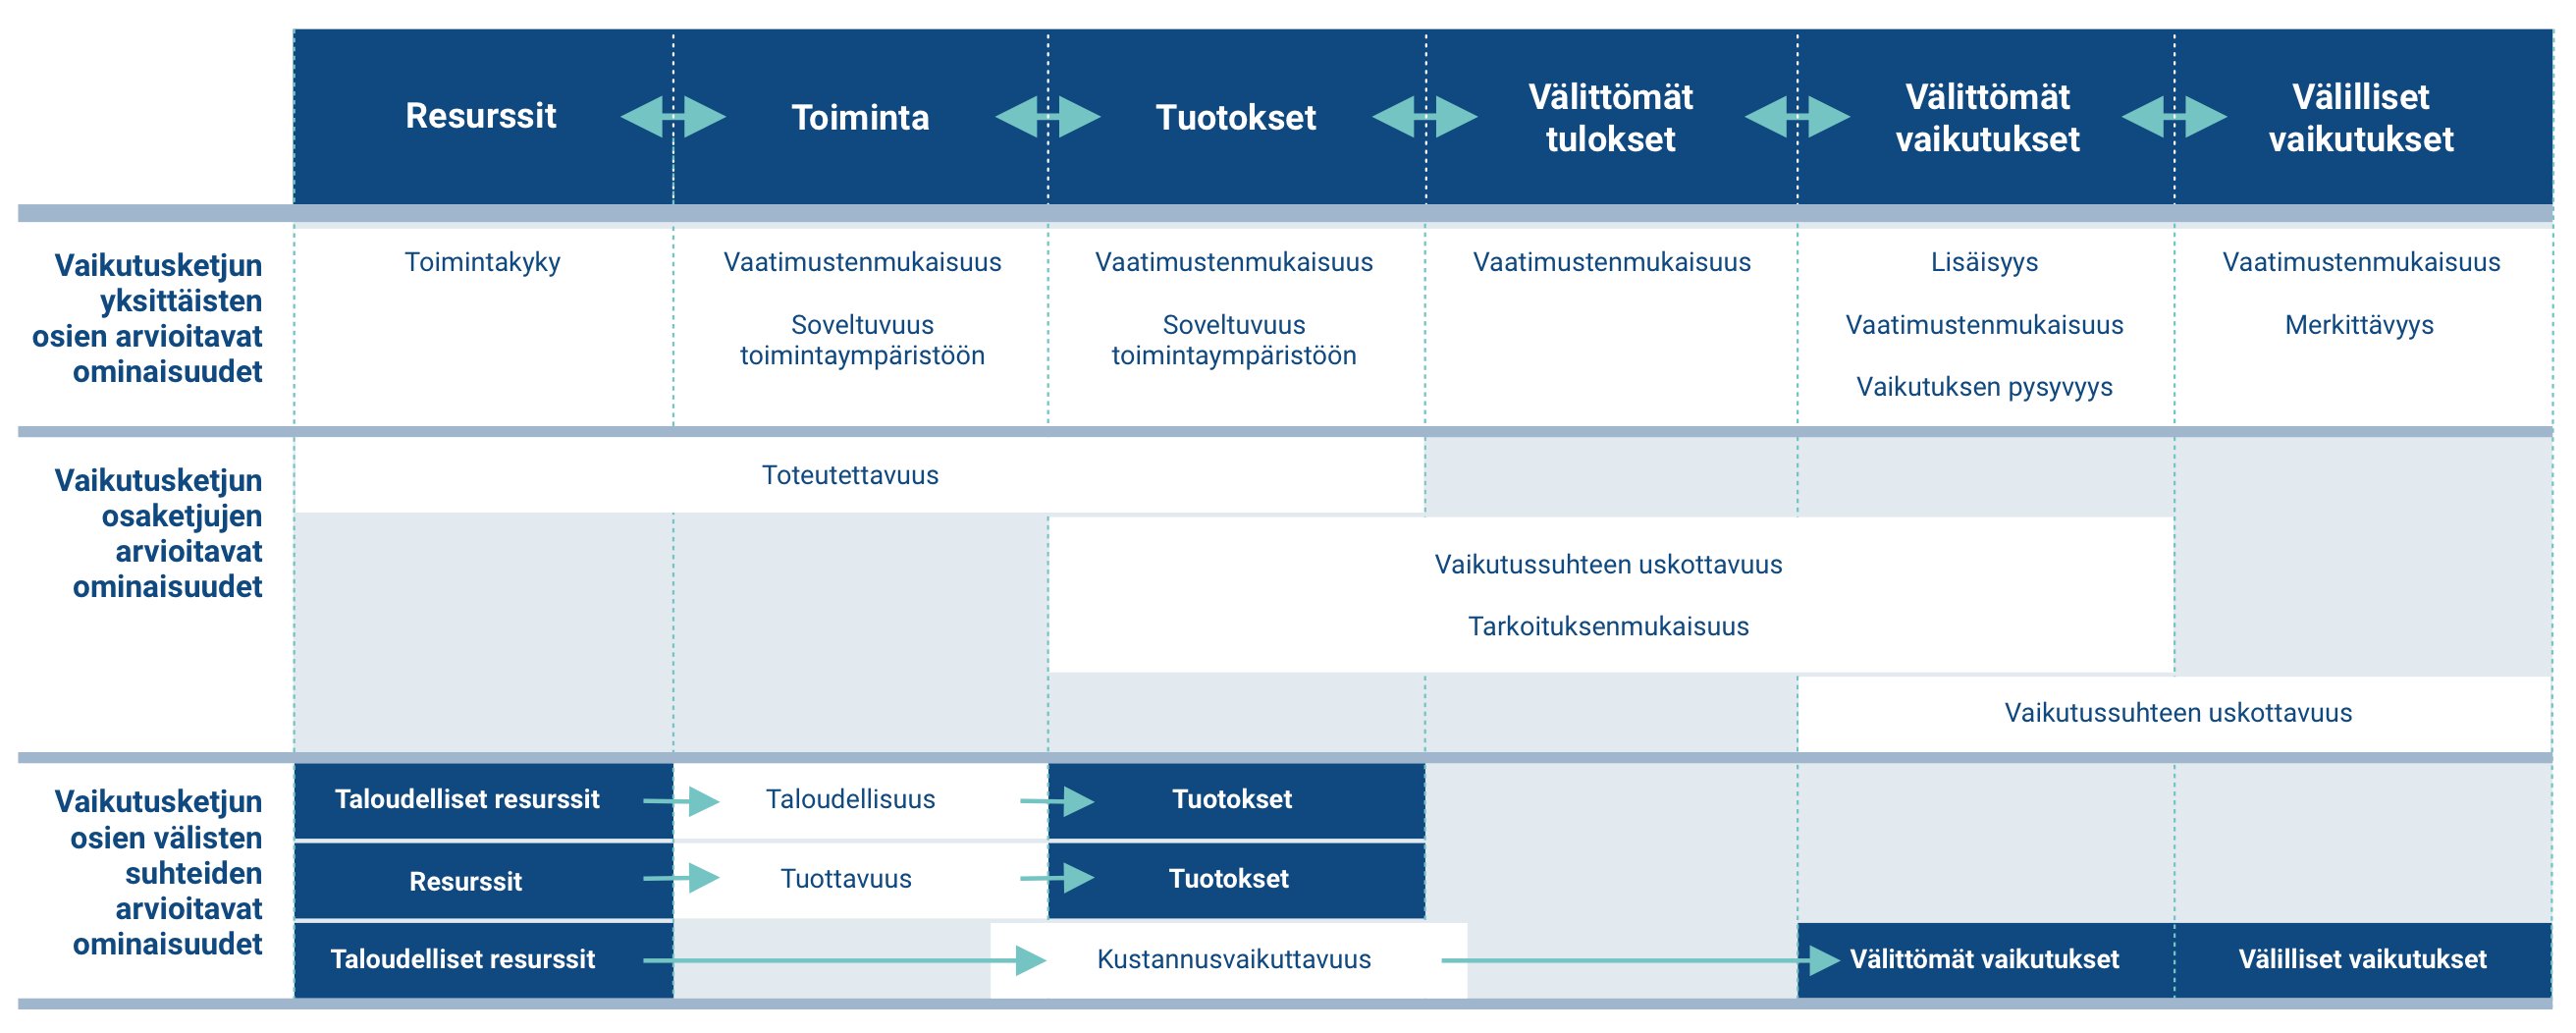 Resurssit
Toiminta
Tuotokset
Välittömät
tulokset
Välittömät
vaikutukset
Välilliset
vaikutukset
Vaikutusketjun
yksittäisten
osien arvioitavat
ominaisuudet
Toimintakyky
Vaatimustenmukaisuus
Soveltuvuus
toimintaympäristöön
Vaatimustenmukaisuus
Soveltuvuus
toimintaympäristöön
Vaatimustenmukaisuus
Lisäisyys
Vaatimustenmukaisuus
Vaikutuksen pysyvyys
Vaatimustenmukaisuus
Merkittävyys
Vaikutusketjun
osaketjujen
arvioitavat
ominaisuudet
Toteutettavuus
Vaikutussuhteen uskottavuus
Tarkoituksenmukaisuus
Vaikutussuhteen uskottavuus
Vaikutusketjun
osien välisten
suhteiden
arvioitavat
ominaisuudet
Taloudelliset resurssit
Taloudellisuus
Tuotokset
Resurssit
Tuottavuus
Tuotokset
Taloudelliset resurssit
Kustannusvaikuttavuus
Välittömät vaikutukset
Välilliset vaikutukset